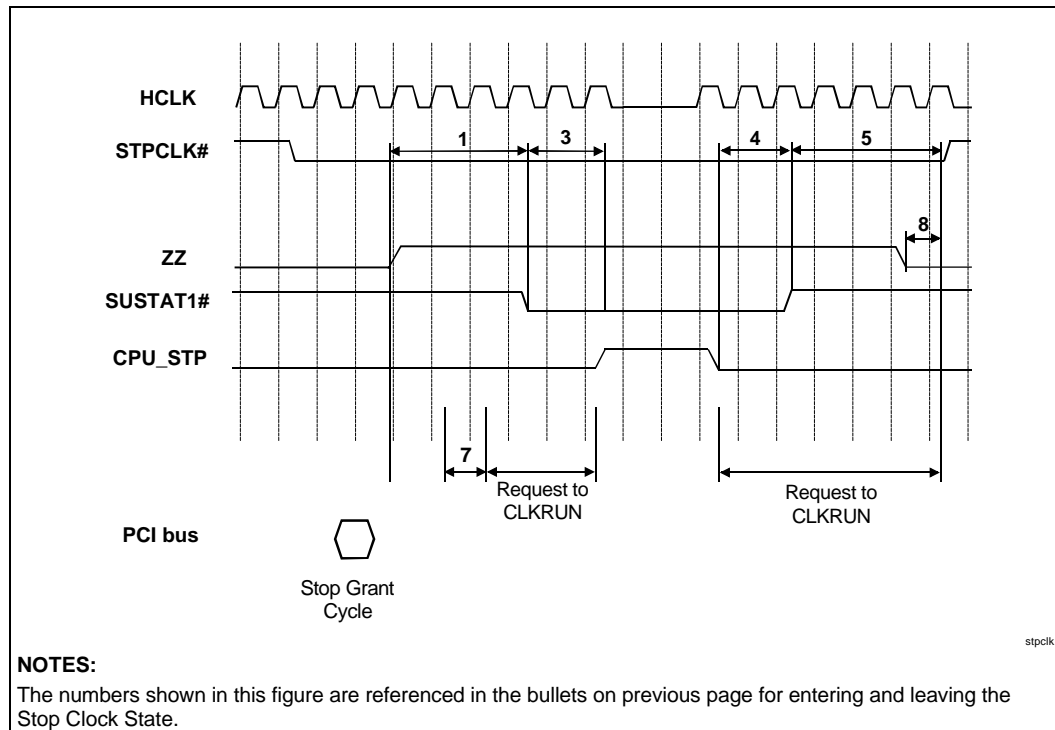 HCLK
STPCLK#
1
3
4
5
8
ZZ
SUSTAT1#
CPU_STP
7
Request to
CLKRUN
Request to
CLKRUN
PCI bus
Stop Grant
Cycle
stpclk
NOTES:
The numbers shown in this figure are referenced in the bullets on previous page for entering and leaving the
Stop Clock State.